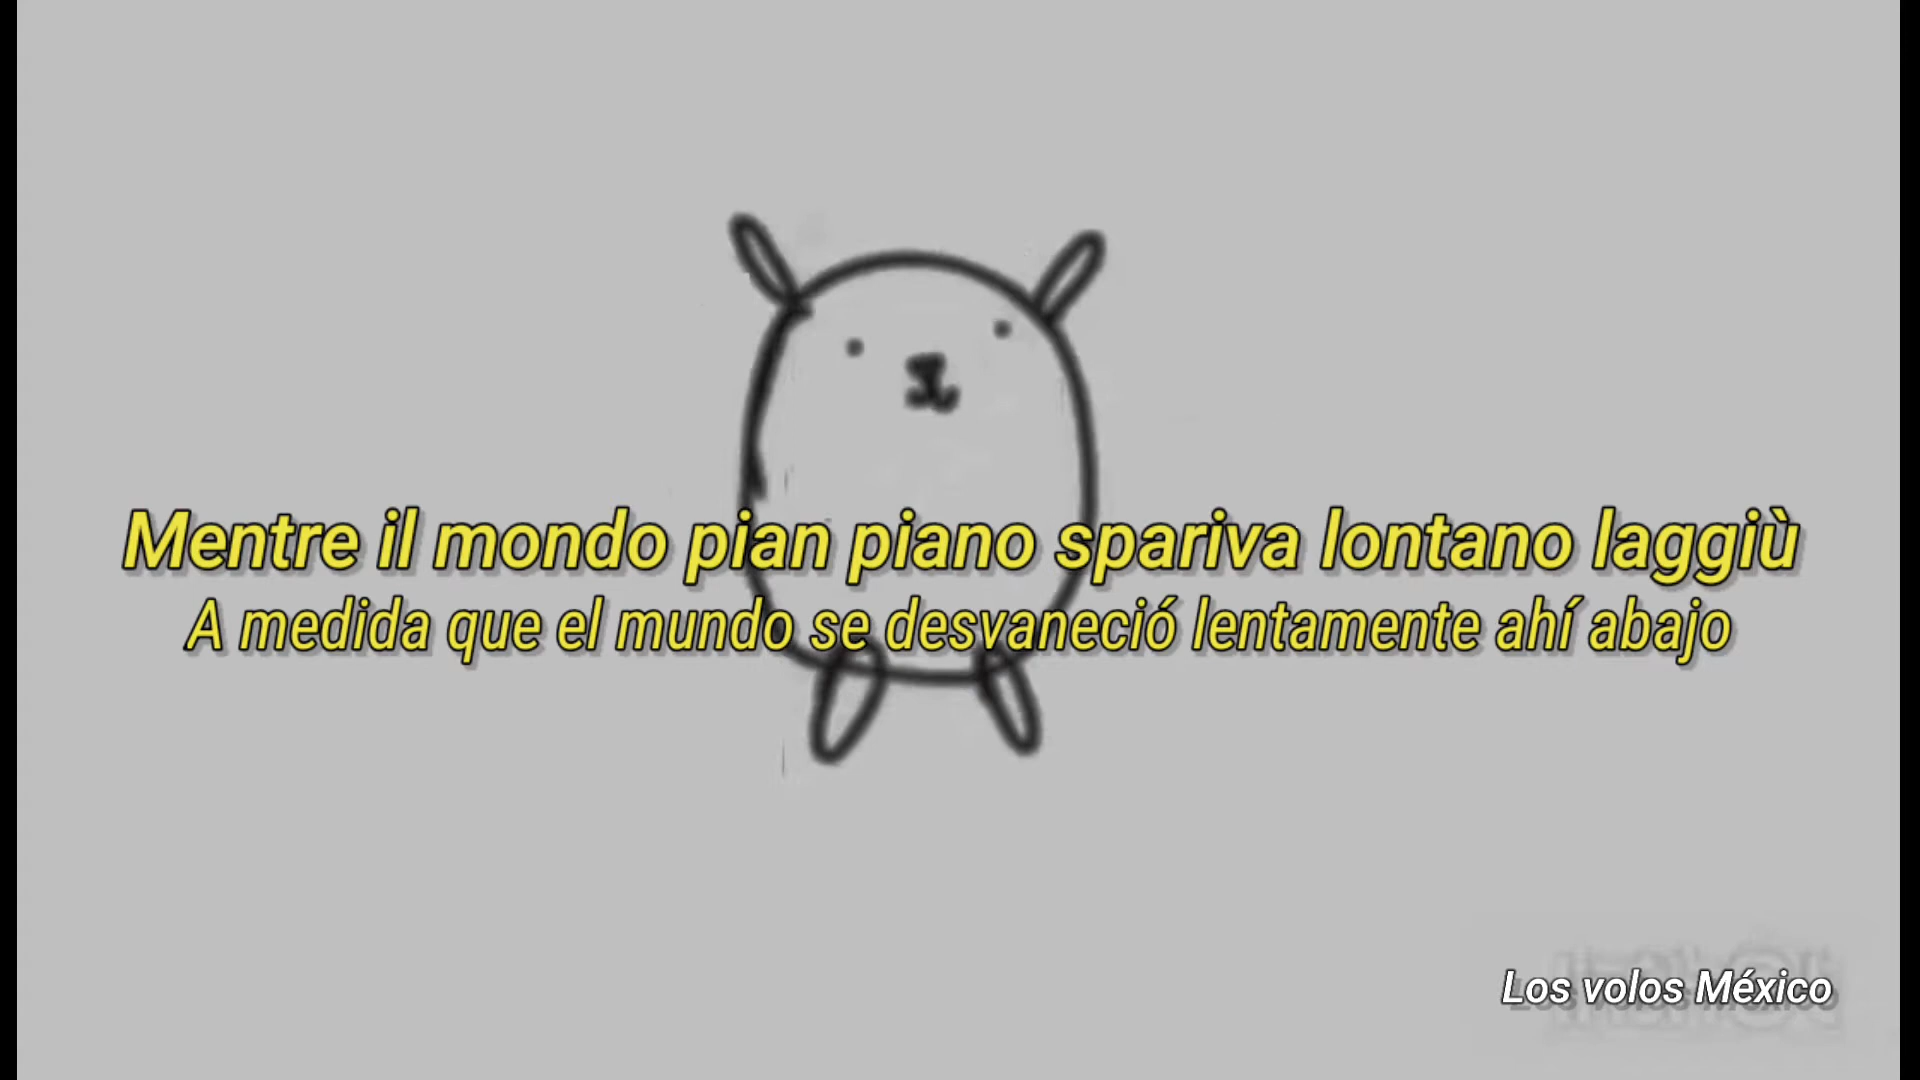 Mentre il mondo pian piano spariva lontano laggiù
A medida que el mundo se desvaneció lentamente ahí abajo
Los volos México